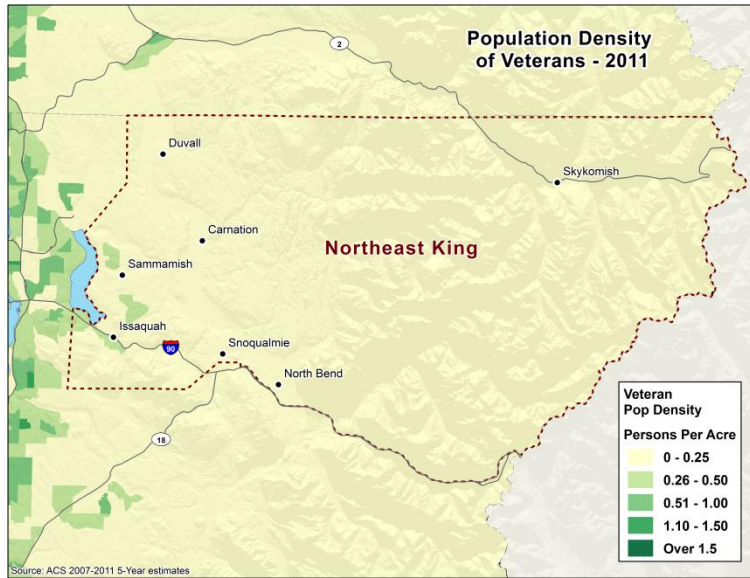 Population Density
of Veterans - 2011
2
Duvall
Skykomish
Carnation
Northeast King
Sammamish
Issaquah
90
Snoqualmie
North Bend
18
Veteran
Pop Density
Persons Per Acre
0 - 0.25
0.26 - 0.50
0.51 - 1.00
1.10 - 1.50
Over 1.5
Source: ACS 2007-2011 5-Year estimates